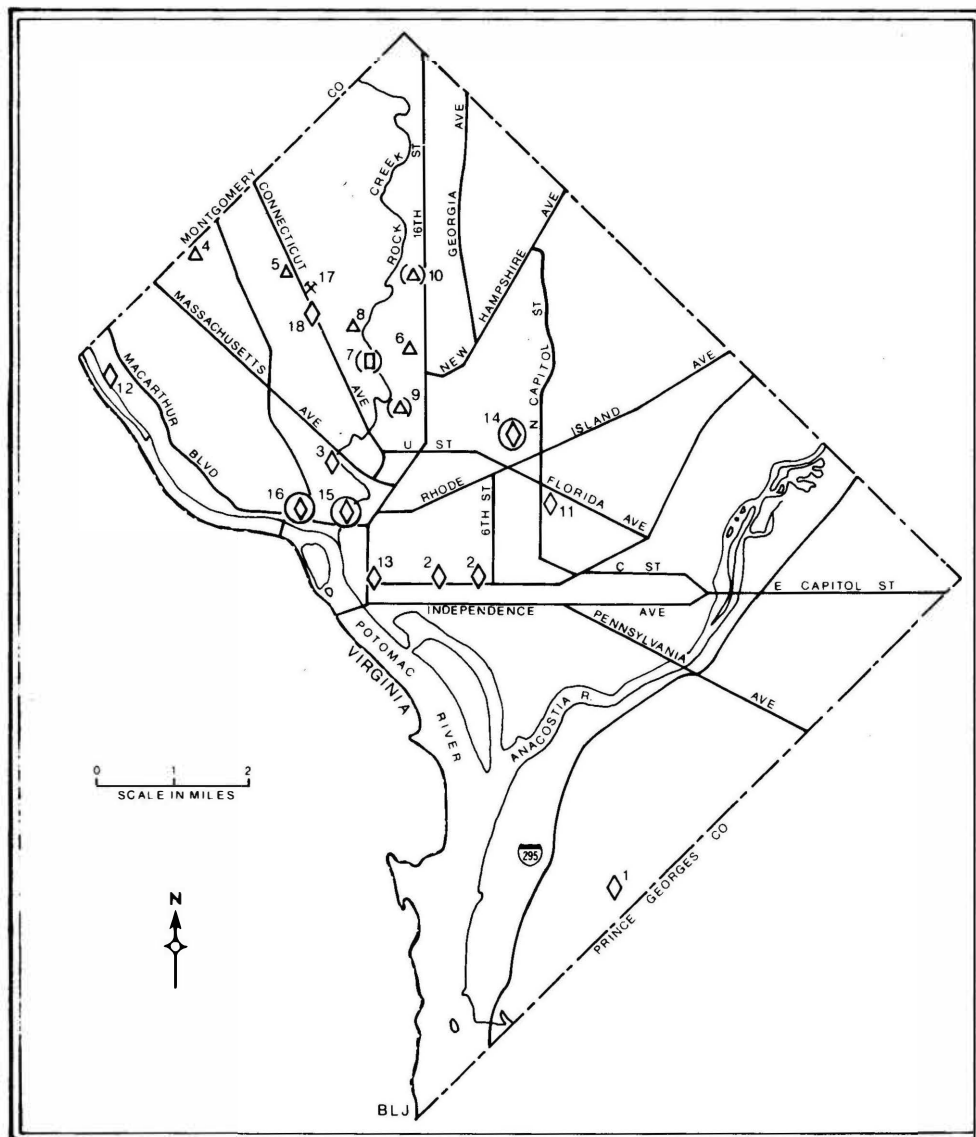 MONTGOMERY CO
CONNECTICUT AVE
ROCK CREEK
16TH ST
GEORGIA AVE
NEW HAMPSHIRE AVE
N CAPITOL ST
MASSACHUSETTS AVE
MACARTHUR BLVD
4
5
17
10
18
8
7
6
9
12
14
3
U ST
RHODE ISLAND AVE
FLORIDA AVE
6TH ST
16
15
11
13
2
2
C ST
E CAPITOL ST
INDEPENDENCE AVE
PENNSYLVANIA AVE
POTOMAC RIVER
VIRGINIA
ANACOSTIA R.
0 1 2
SCALE IN MILES
295
1
PRINCE GEORGES CO
N
BLJ